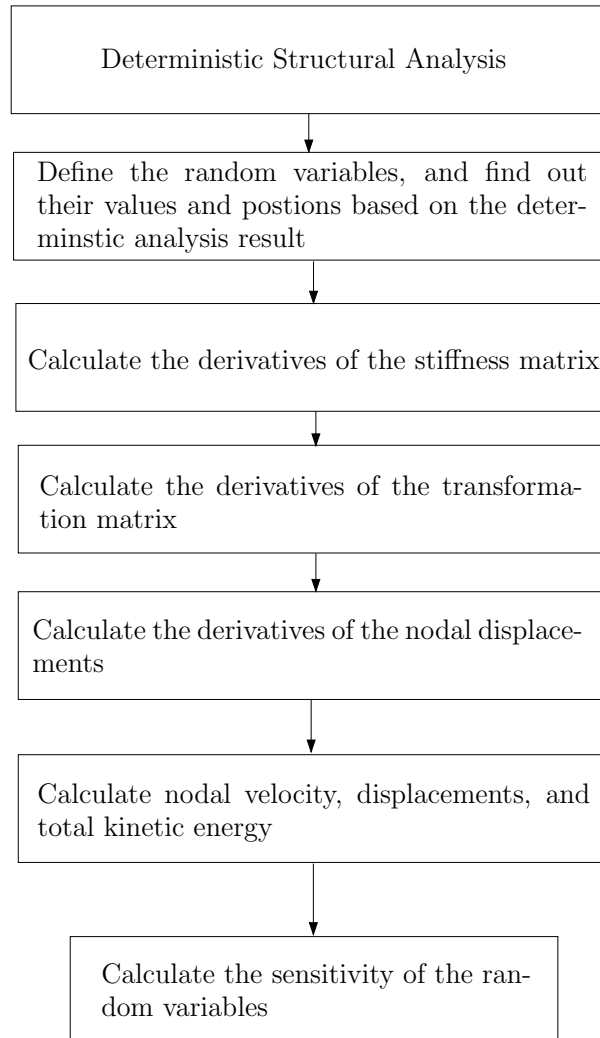 Deterministic Structural Analysis
Define the random variables, and find out
their values and postions based on the deter-
minstic analysis result
Calculate the derivatives of the stiffness matrix
Calculate the derivatives of the transforma-
tion matrix
Calculate the derivatives of the nodal displace-
ments
Calculate nodal velocity, displacements, and
total kinetic energy
Calculate the sensitivity of the ran-
dom variables